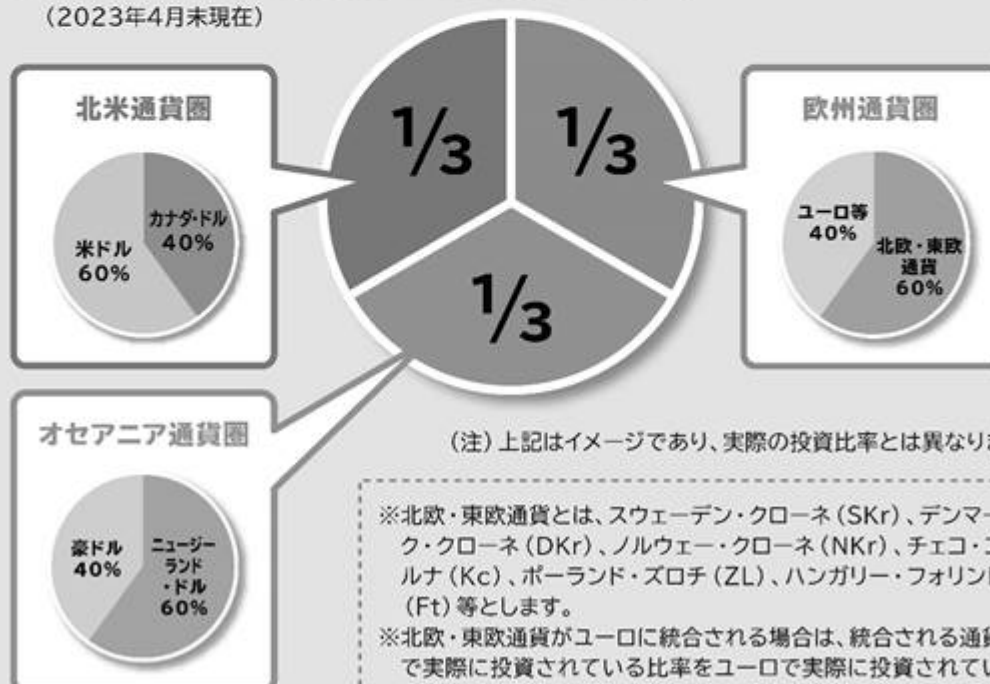 (2023年4月末現在)
北米通貨圏
カナダ・ドル
40%
米ドル
60%
1/3
1/3
1/3
欧州通貨圏
ユーロ等
40%
北欧・東欧
通貨
60%
オセアニア通貨圏
豪ドル
40%
ニュージー
ランド
・ドル
60%
(注)上記はイメージであり、実際の投資比率とは異なりま
※北欧・東欧通貨とは、スウェーデン・クローネ(SKr)、デンマー
ク・クローネ(DKr)、ノルウェー・クローネ(NKr)、チェコ・コ
ルナ(Kc)、ポーランド・ズロチ(ZL)、ハンガリー・フォリント
(Ft)等とします。
※北欧・東欧通貨がユーロに統合される場合は、統合される通貨
で実際に投資されている比率をユーロで実際に投資されてい